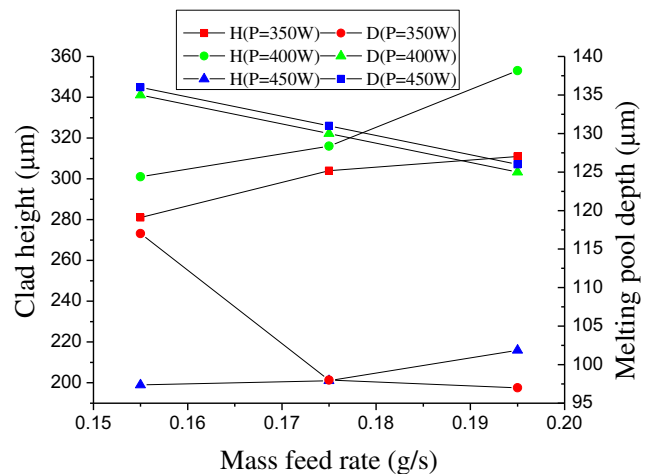 H(P=350W) D(P=350W)
H(P=400W) D(P=400W)
H(P=450W) D(P=450W)
360
340
320
300
280
260
240
220
200
Clad height (μm)
140
135
130
125
120
115
110
105
100
95
Melting pool depth (μm)
0.15 0.16 0.17 0.18 0.19 0.20
Mass feed rate (g/s)